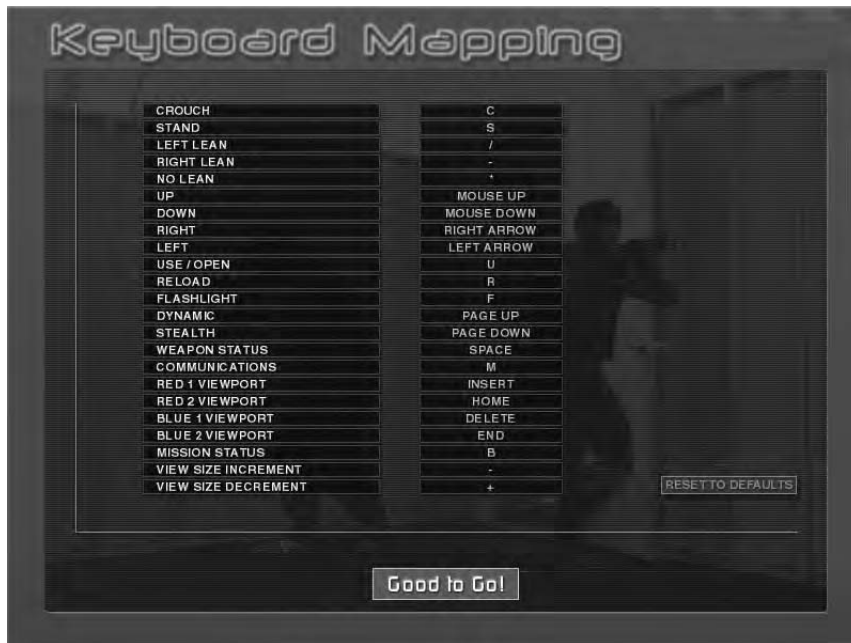 Keyboard Mapping
CROUCH C
STAND S
LEFT LEAN /
RIGHT LEAN -
NO LEAN *
UP MOUSE UP
DOWN MOUSE DOWN
RIGHT RIGHT ARROW
LEFT LEFT ARROW
USE / OPEN U
RELOAD R
FLASHLIGHT F
DYNAMIC PAGE UP
STEALTH PAGE DOWN
WEAPON STATUS SPACE
COMMUNICATIONS M
RED 1 VIEWPORT INSERT
RED 2 VIEWPORT HOME
BLUE 1 VIEWPORT DELETE
BLUE 2 VIEWPORT END
MISSION STATUS B
VIEW SIZE INCREMENT -
VIEW SIZE DECREMENT +
RESET TO DEFAULTS
Good to Go!